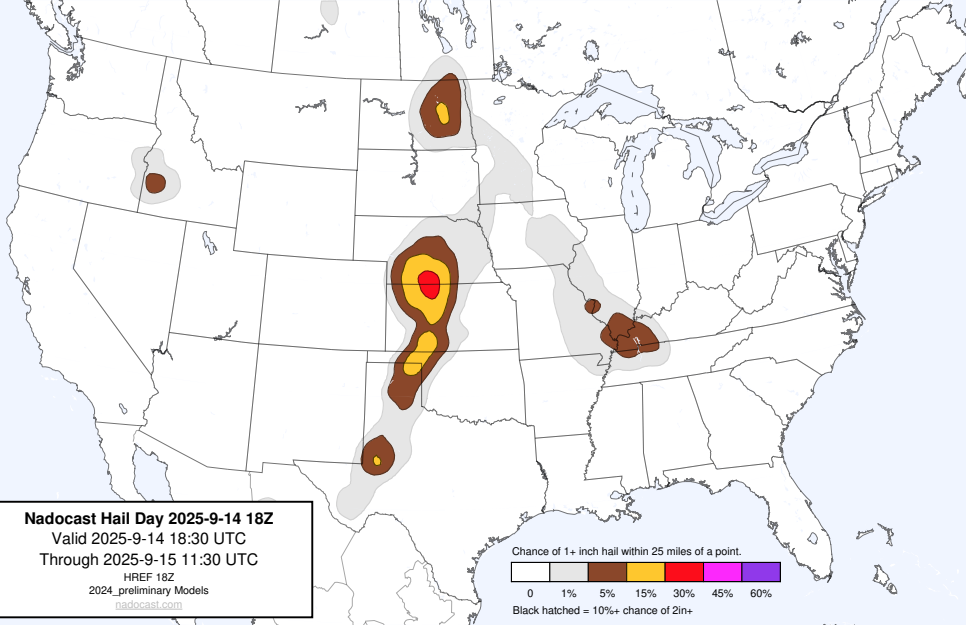 Nadocast Hail Day 2025-9-14 18Z
Valid 2025-9-14 18:30 UTC
Through 2025-9-15 11:30 UTC
HREF 18Z
2024_preliminary Models
nadocast.com
Chance of 1+ inch hail within 25 miles of a point.
0 1% 5% 15% 30% 45% 60%
Black hatched = 10%+ chance of 2in+